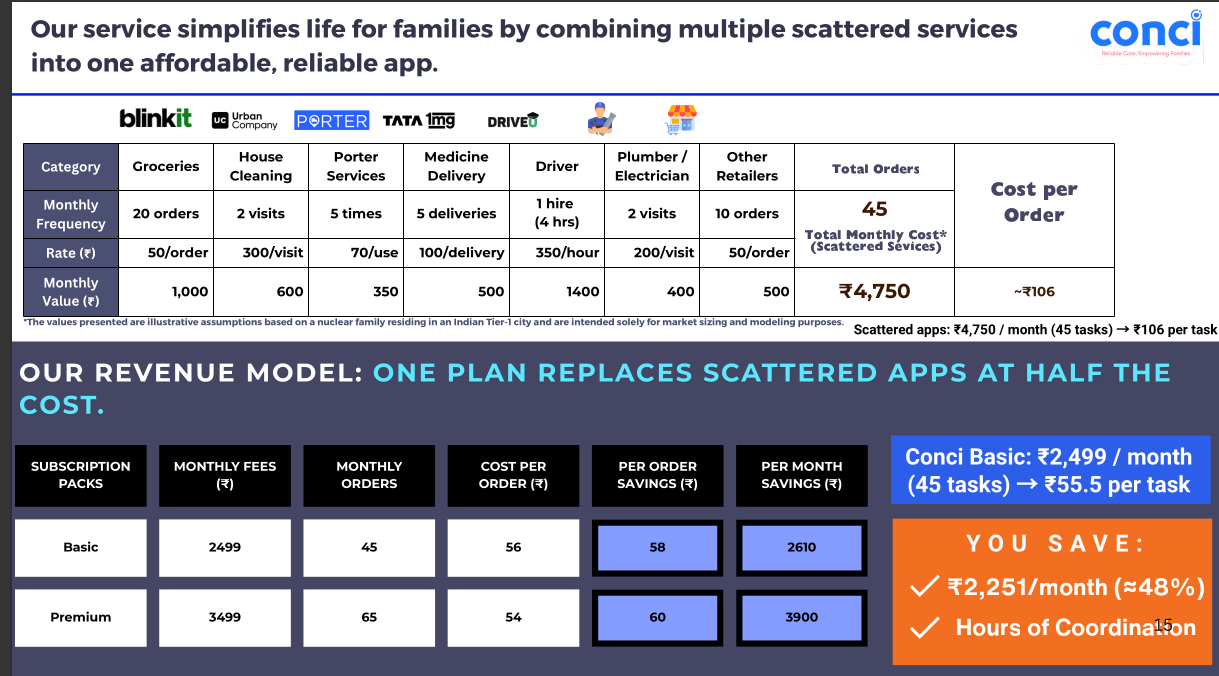 Our service simplifies life for families by combining multiple scattered services
into one affordable, reliable app.
conci
Reliable Care, Empowering Families
blinkit
UC Urban
Company
PORTER
TATA 1mg
DRIVEU
Category
Groceries
House
Cleaning
Porter
Services
Medicine
Delivery
Driver
Plumber /
Electrician
Other
Retailers
Total Orders
Cost per
Order
Monthly
Frequency
20 orders
2 visits
5 times
5 deliveries
1 hire
(4 hrs)
2 visits
10 orders
45
Total Monthly Cost*
(Scattered Sevices)
Rate (₹)
50/order
300/visit
70/use
100/delivery
350/hour
200/visit
50/order
Monthly
Value (₹)
1,000
600
350
500
1400
400
500
₹4,750
~₹106
*The values presented are illustrative assumptions based on a nuclear family residing in an Indian Tier-1 city and are intended solely for market sizing and modeling purposes.
Scattered apps: ₹4,750 / month (45 tasks) → ₹106 per task
OUR REVENUE MODEL: ONE PLAN REPLACES SCATTERED APPS AT HALF THE
COST.
SUBSCRIPTION
PACKS
MONTHLY FEES
(₹)
MONTHLY
ORDERS
COST PER
ORDER (₹)
PER ORDER
SAVINGS (₹)
PER MONTH
SAVINGS (₹)
Basic
2499
45
56
58
2610
Premium
3499
65
54
60
3900
Conci Basic: ₹2,499 / month
(45 tasks) → ₹55.5 per task
YOU SAVE:
✓ ₹2,251/month (≈48%)
✓ Hours of Coordination
15